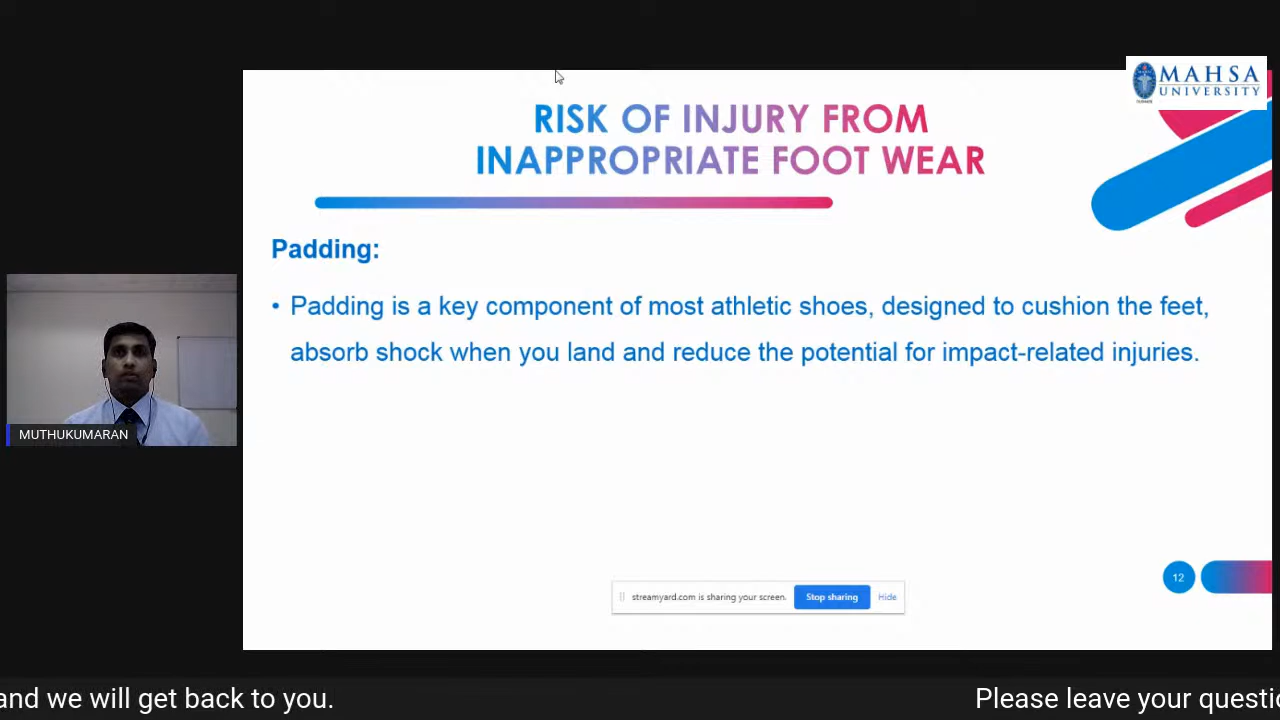 MAHSA
UNIVERSITY
RISK OF INJURY FROM
INAPPROPRIATE FOOT WEAR
Padding:
• Padding is a key component of most athletic shoes, designed to cushion the feet,
absorb shock when you land and reduce the potential for impact-related injuries.
MUTHUKUMARAN
12
streamyard.com is sharing your screen. Stop sharing Hide
and we will get back to you. Please leave your